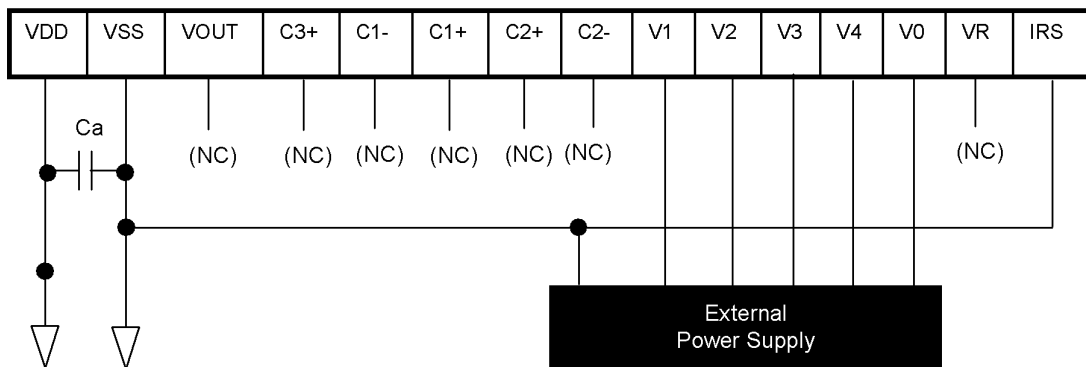 VDD VSS VOUT C3+ C1- C1+ C2+ C2- V1 V2 V3 V4 V0 VR IRS
Ca
(NC) (NC) (NC) (NC) (NC) (NC) (NC)
External
Power Supply